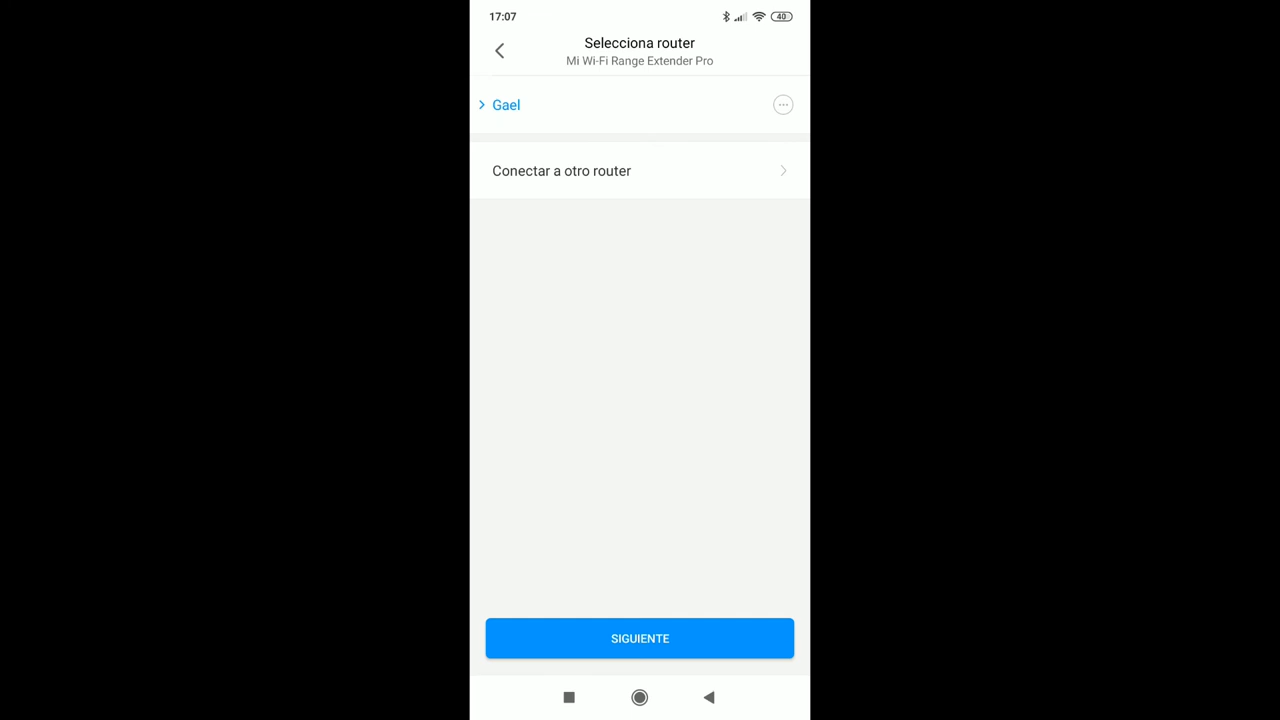 17:07
40
Selecciona router
Mi Wi-Fi Range Extender Pro
Gael
Conectar a otro router
SIGUIENTE